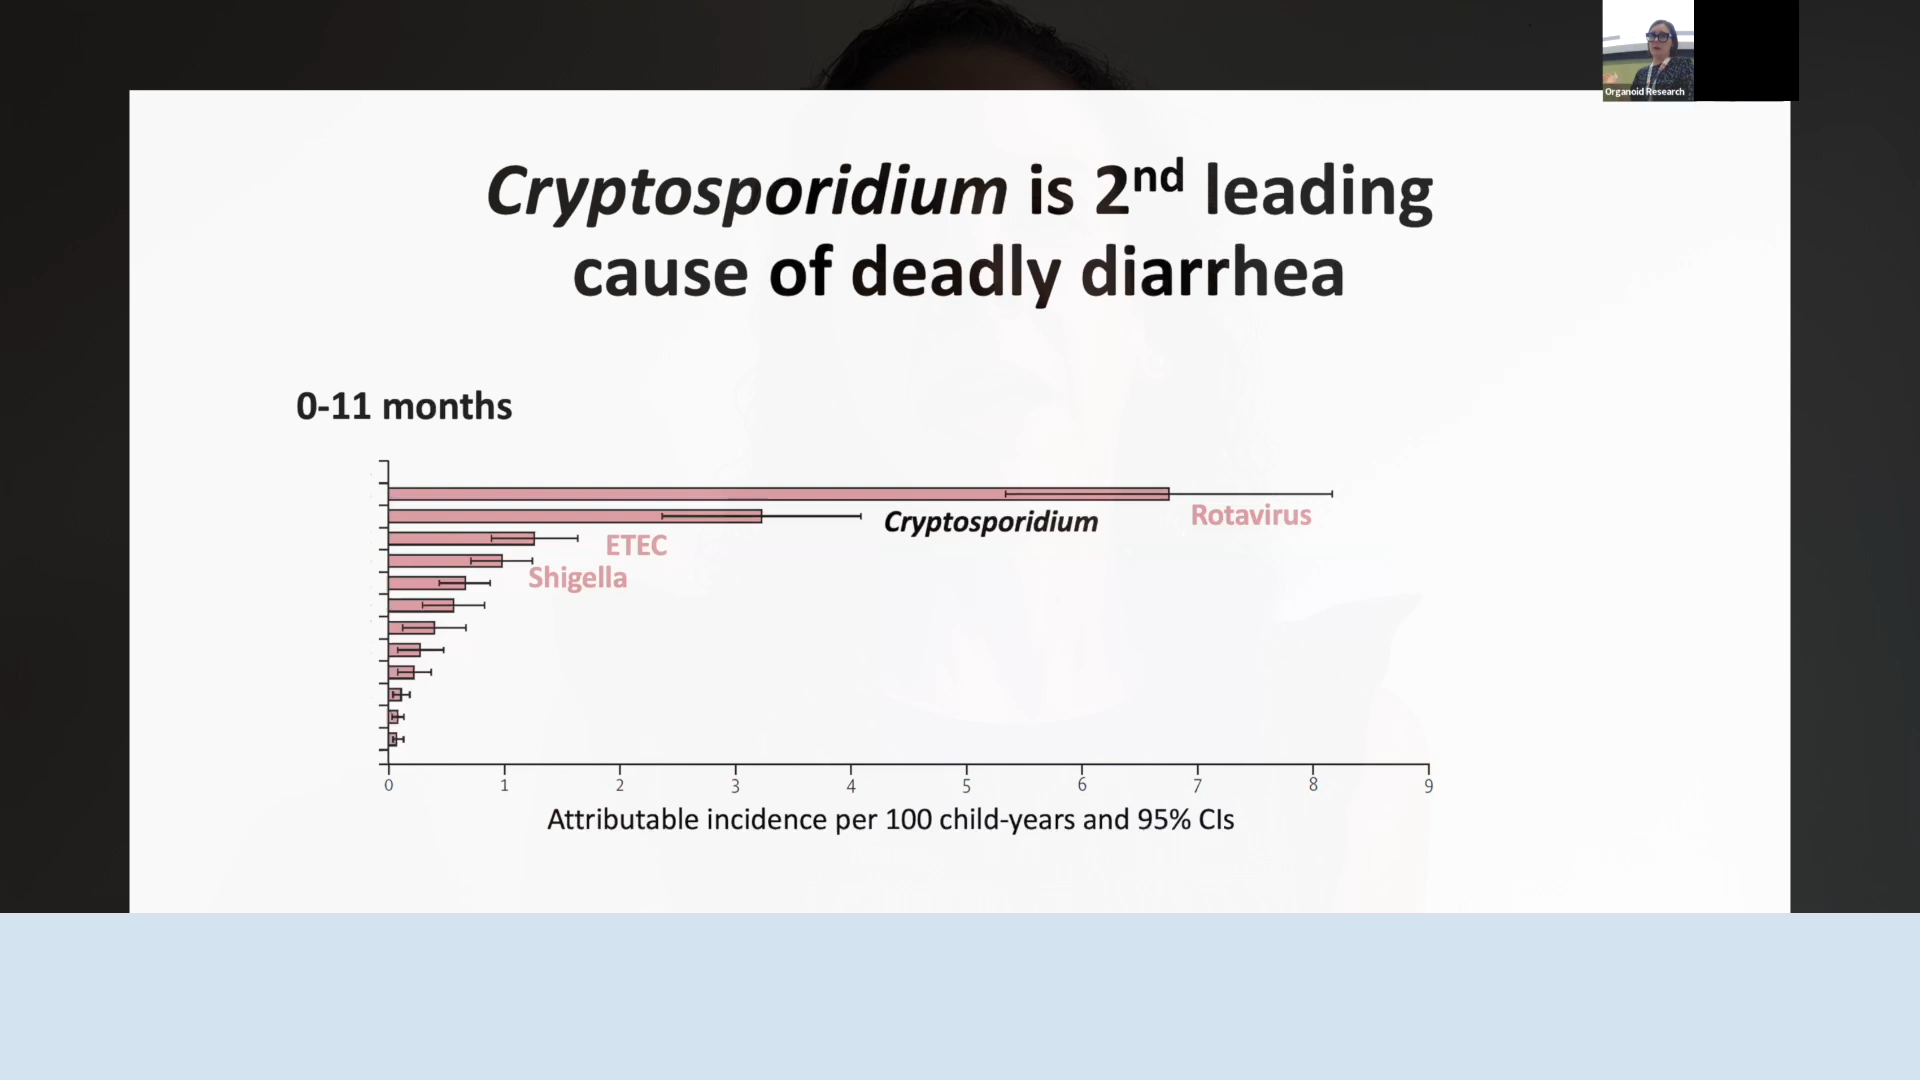 Organoid Research
Cryptosporidium is 2nd leading
cause of deadly diarrhea
0-11 months
Rotavirus
Cryptosporidium
ETEC
Shigella
0 1 2 3 4 5 6 7 8 9
Attributable incidence per 100 child-years and 95% CIs